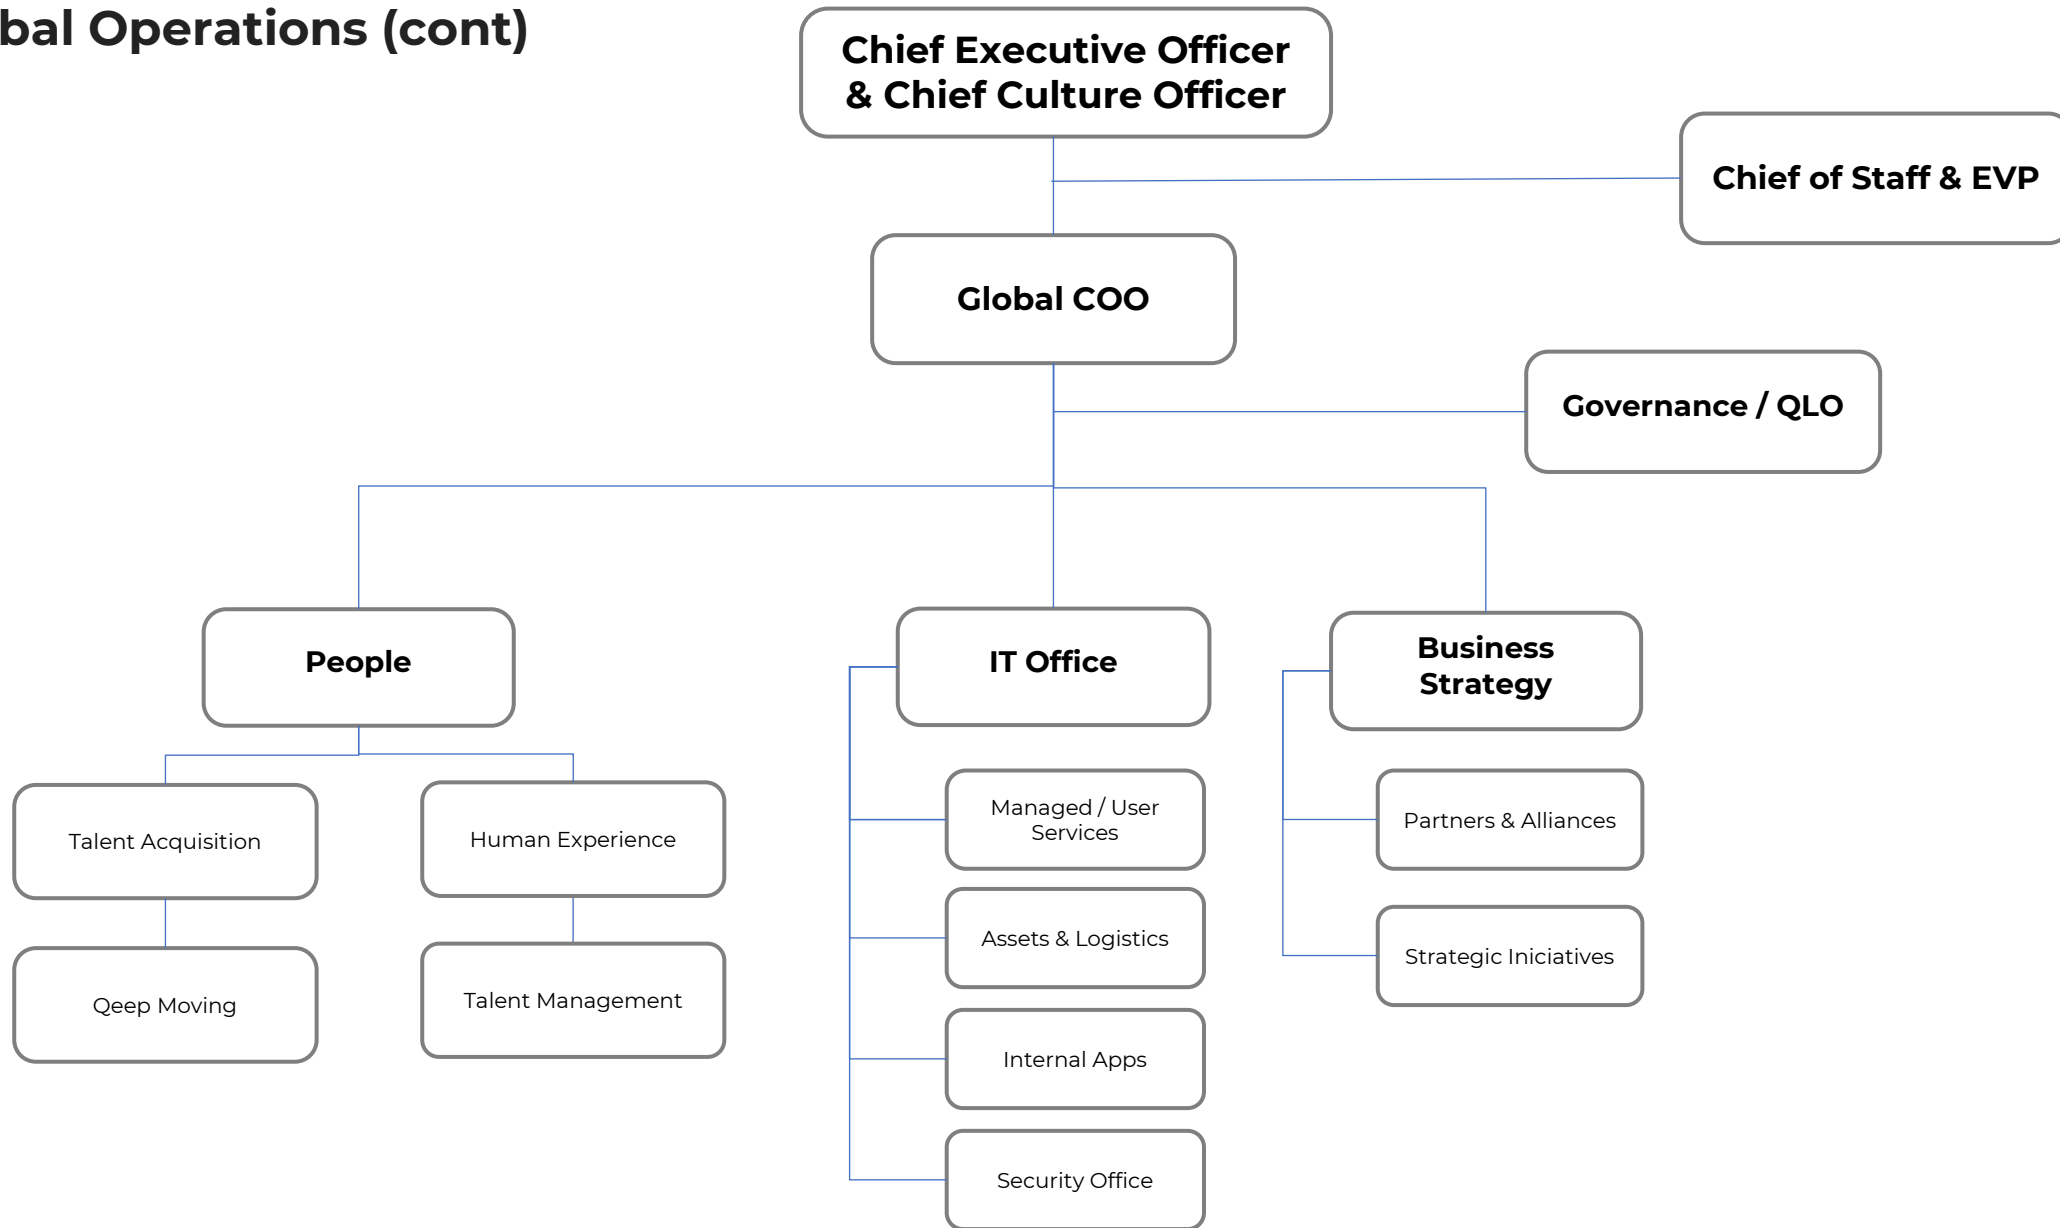 bal Operations (cont)
Chief Executive Officer
& Chief Culture Officer
Chief of Staff & EVP
Global COO
Governance / QLO
People
IT Office
Business
Strategy
Talent Acquisition
Human Experience
Managed / User
Services
Partners & Alliances
Assets & Logistics
Strategic Iniciatives
Qeep Moving
Talent Management
Internal Apps
Security Office